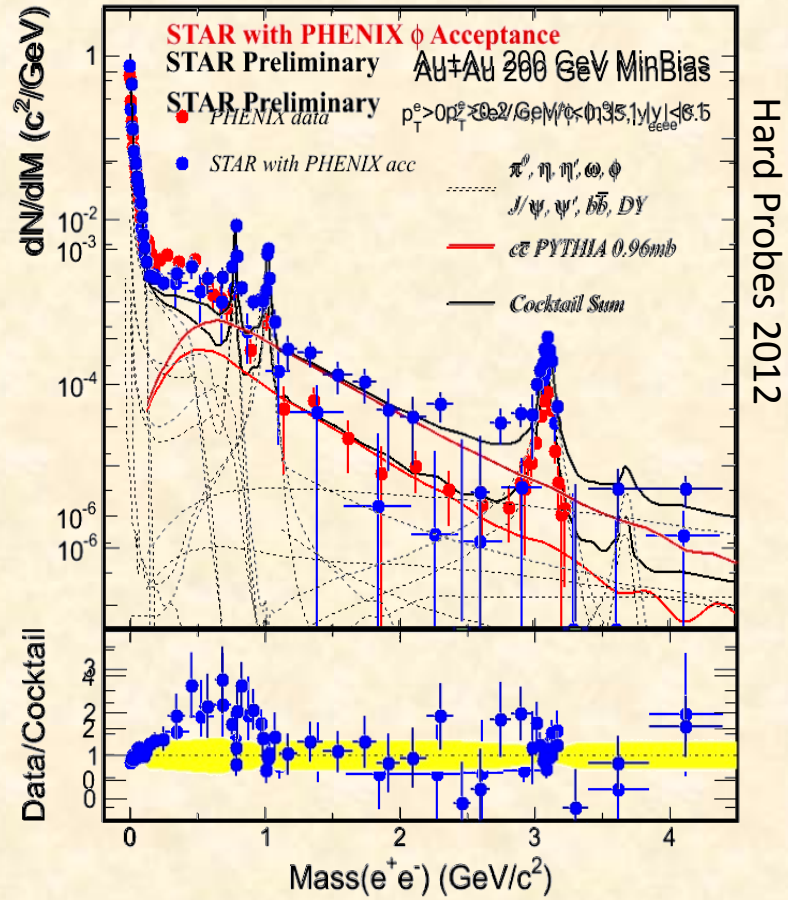 STAR with PHENIX ϕ Acceptance
STAR Preliminary
Au+Au 200 GeV MinBias
Au+Au 200 GeV MinBias
STAR Preliminary
PHENIX data
STAR with PHENIX acc
π⁰, η, η', ω, ϕ
J/ψ, ψ', bb̅, DY
cc̅ PYTHIA 0.96mb
Cocktail Sum
Hard Probes 2012
dN/dM (c²/GeV)
1
10⁻²
10⁻³
10⁻⁴
10⁻⁶
10⁻⁶
Data/Cocktail
3
4
2
2
1
0
0
0 1 2 3 4
Mass(e⁺e⁻) (GeV/c²)